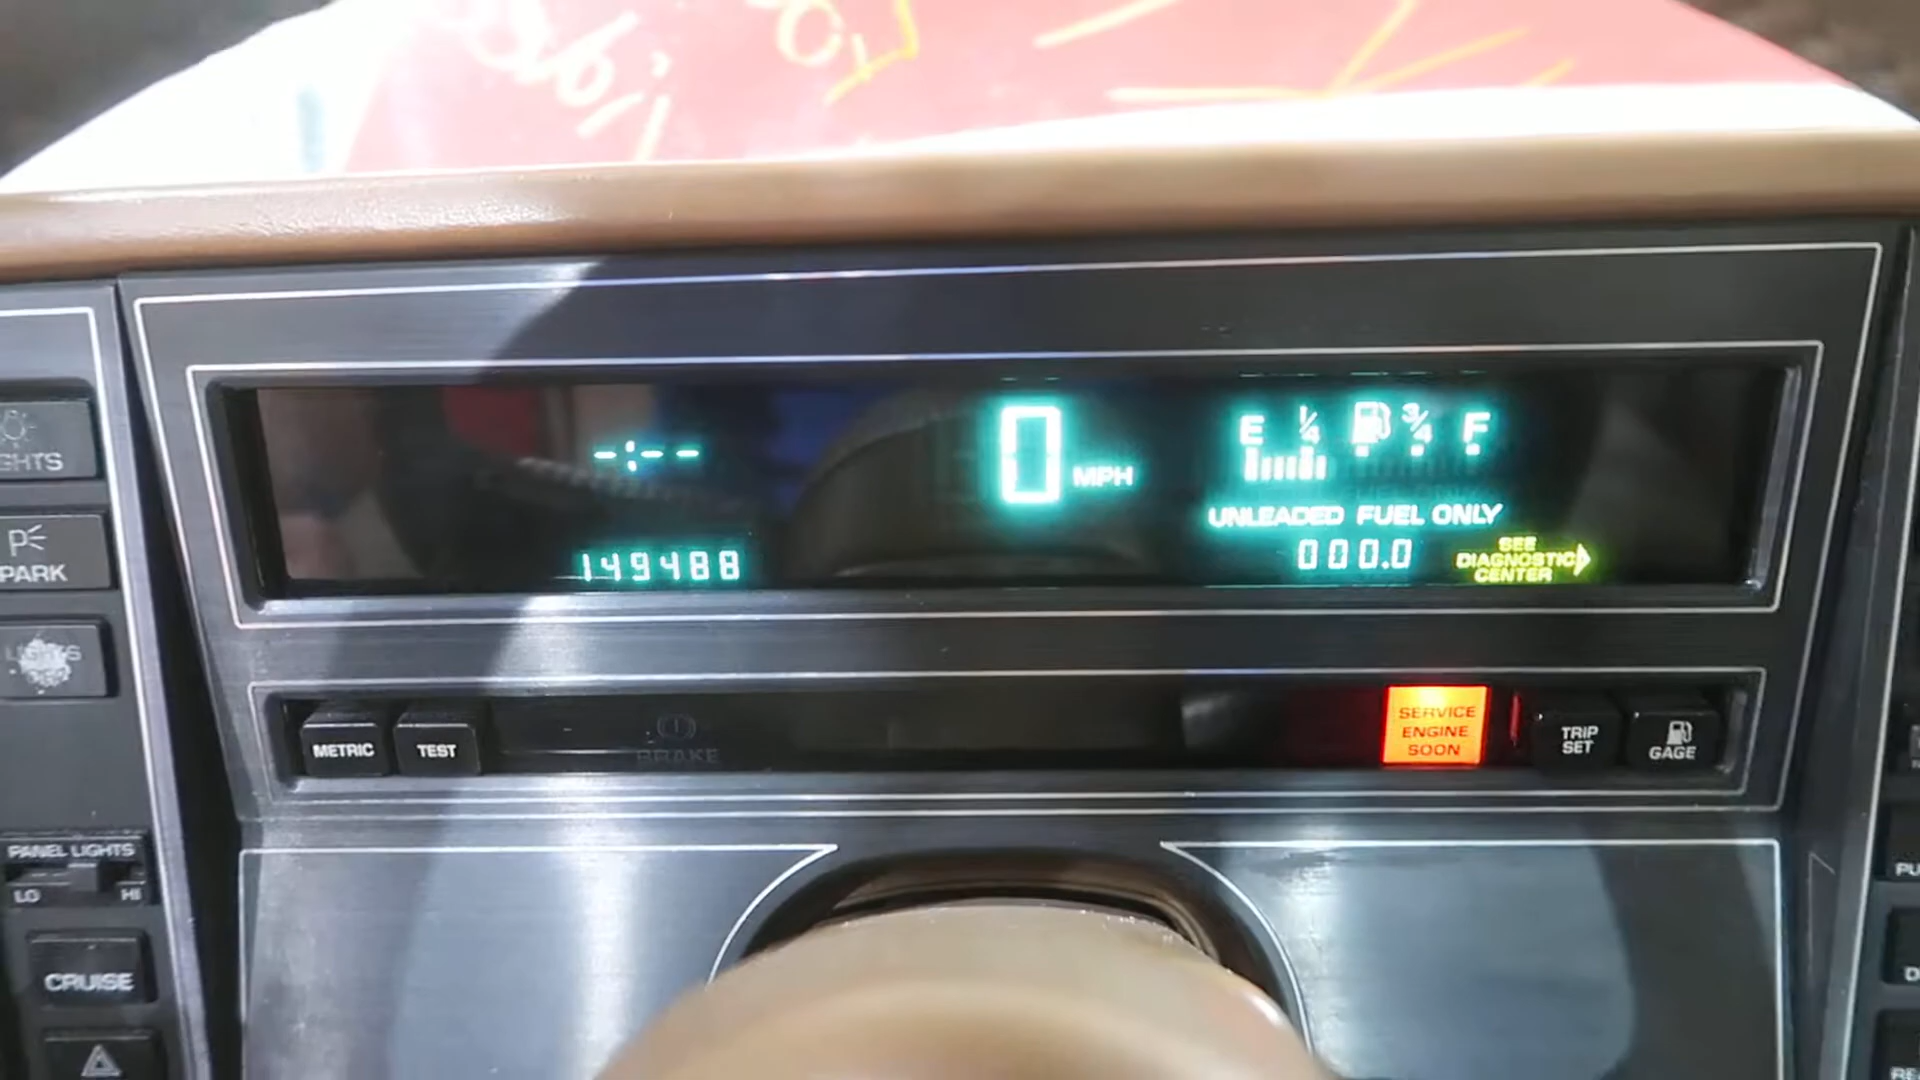 E 1/4 3/4 F
-:--
0 MPH
UNLEADED FUEL ONLY
149488
000.0
SEE
DIAGNOSTIC
CENTER
PARK
METRIC
TEST
BRAKE
SERVICE
ENGINE
SOON
TRIP
SET
GAGE
PANEL LIGHTS
LO
HI
CRUISE